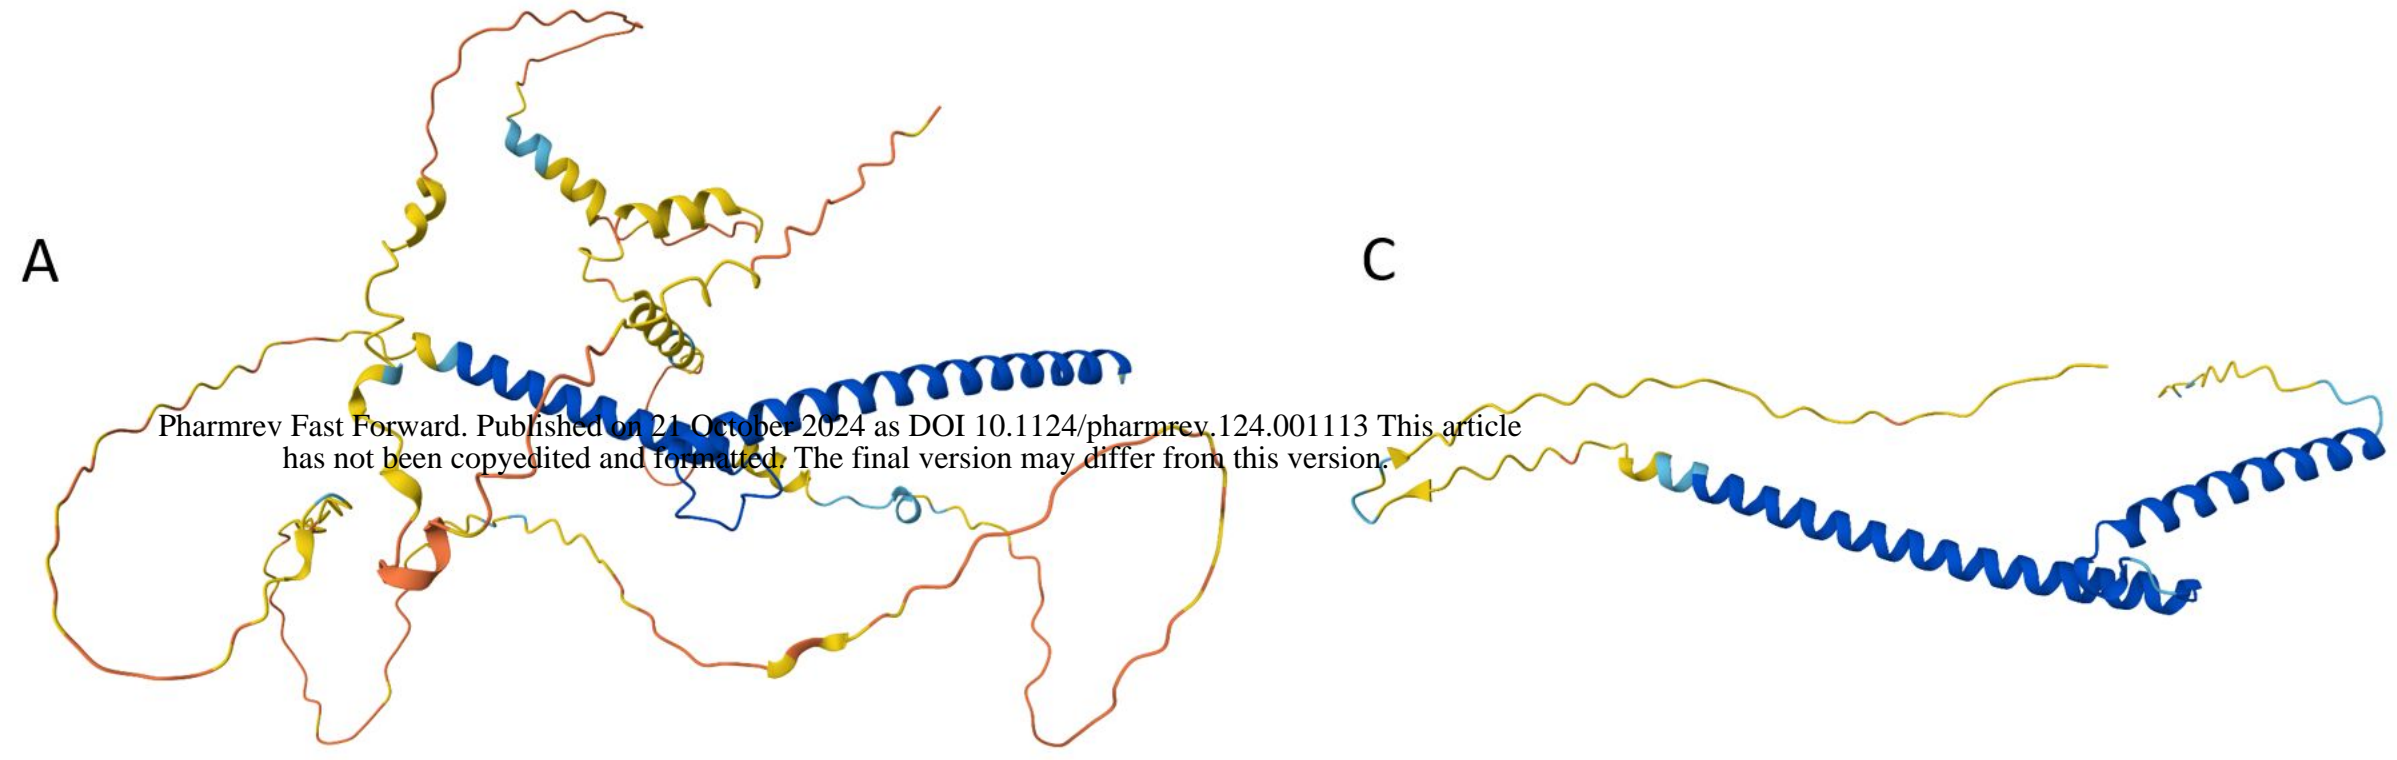 A
C
Pharmrev Fast Forward. Published on 21 October 2024 as DOI 10.1124/pharmrev.124.001113 This article
has not been copyedited and formatted. The final version may differ from this version.